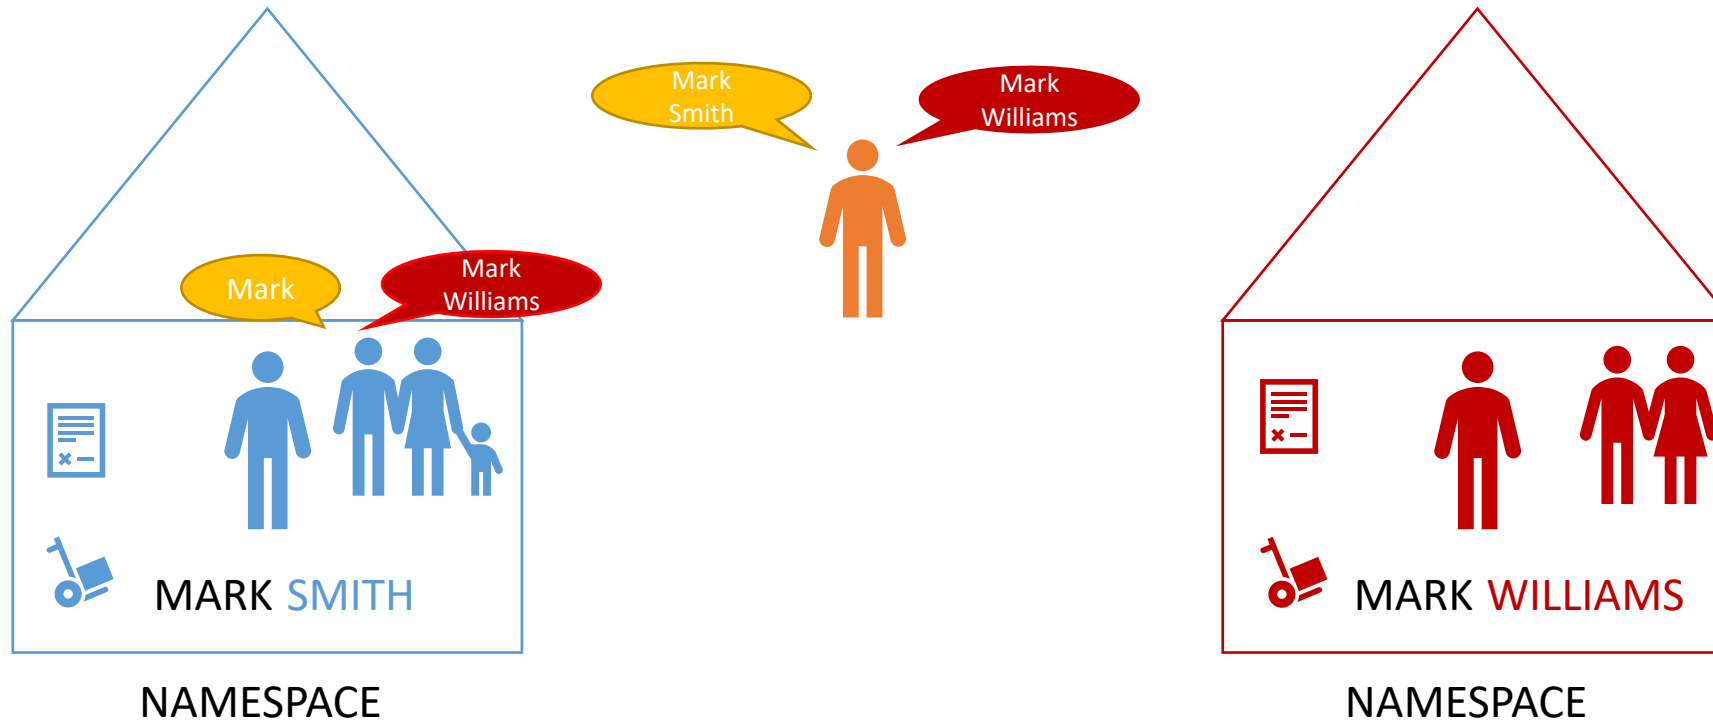 Mark
Smith
Mark
Williams
Mark
Mark
Williams
MARK SMITH
MARK WILLIAMS
NAMESPACE
NAMESPACE